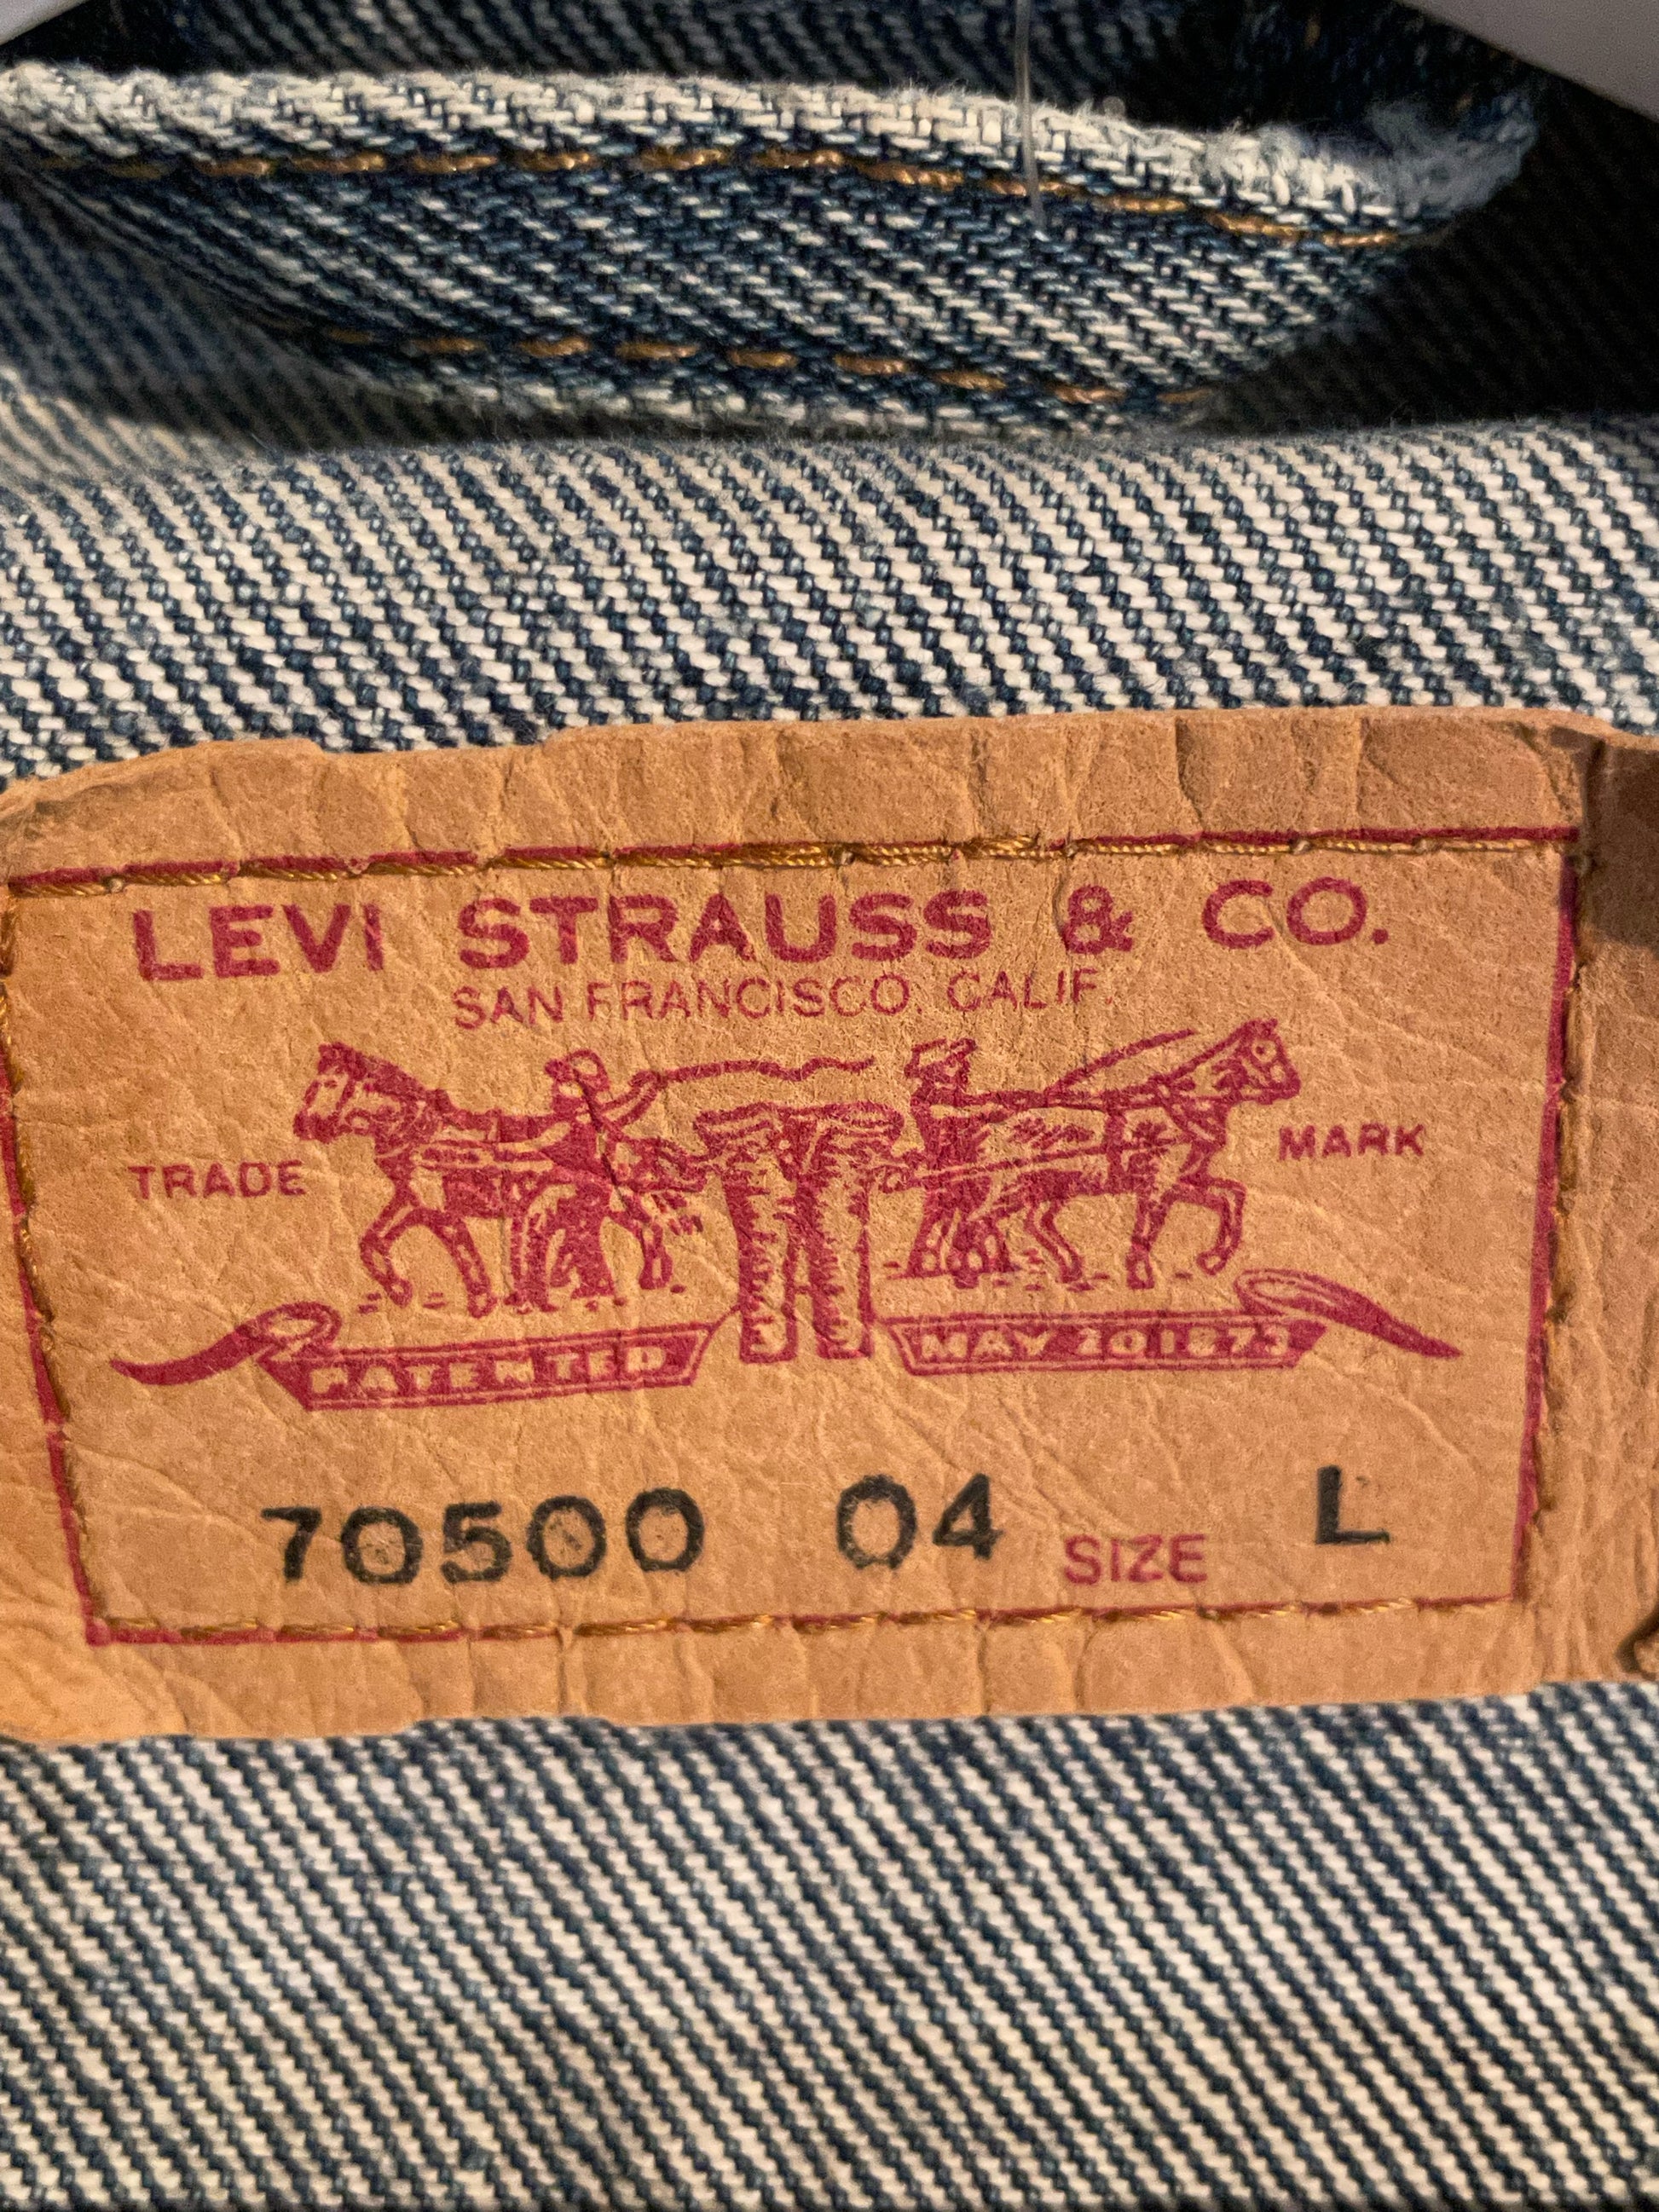 LEVI STRAUSS & CO.
SAN FRANCISCO, CALIF.
TRADE MARK
PATENTED MAY 20 1873
70500 04 SIZE L